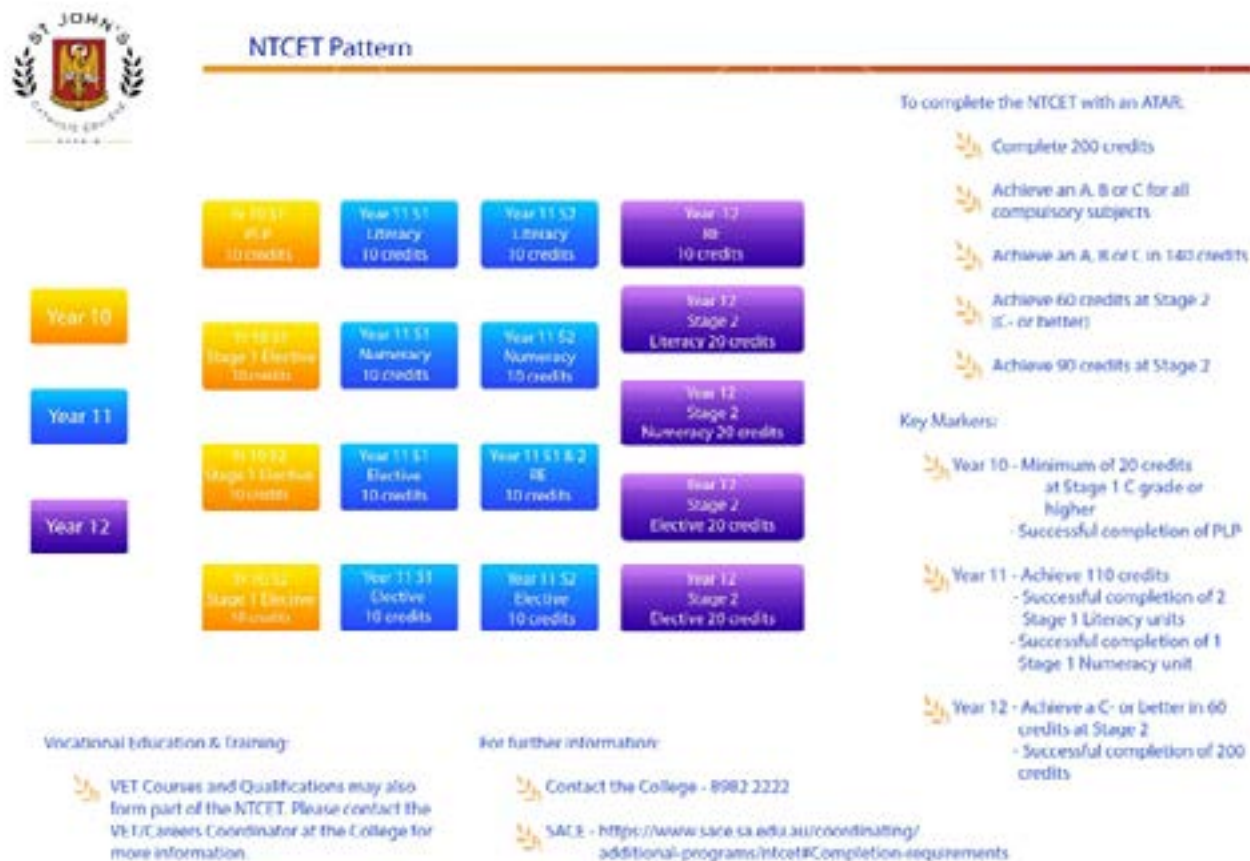 ST JOHN'S
CATHOLIC COLLEGE
NTCET Pattern
To complete the NTCET with an ATAR:
Complete 200 credits
Achieve an A, B or C for all
compulsory subjects
Achieve an A, B or C in 140 credits
Achieve 60 credits at Stage 2
(C- or better)
Achieve 90 credits at Stage 2
Key Markers:
Year 10 - Minimum of 20 credits
at Stage 1 C grade or
higher
- Successful completion of PLP
Year 11 - Achieve 110 credits
- Successful completion of 2
Stage 1 Literacy units
- Successful completion of 1
Stage 1 Numeracy unit
Year 12 - Achieve a C- or better in 60
credits at Stage 2
- Successful completion of 200
credits
Year 10
Year 11
Year 12
Yr 10 S1
PLP
10 credits
Year 11 S1
Literacy
10 credits
Year 11 S2
Literacy
10 credits
Year 12
RE
10 credits
Stage 1 Elective
10 credits
Year 11 S1
Numeracy
10 credits
Year 11 S2
Numeracy
10 credits
Year 12
Stage 2
Literacy 20 credits
Year 12
Stage 2
Numeracy 20 credits
Yr 10 S2
Stage 1 Elective
10 credits
Year 11 S1
Elective
10 credits
Year 11 S1 & 2
RE
10 credits
Year 12
Stage 2
Elective 20 credits
Yr 10 S2
Stage 1 Elective
10 credits
Year 11 S1
Elective
10 credits
Year 11 S2
Elective
10 credits
Year 12
Stage 2
Elective 20 credits
Vocational Education & Training:
VET Courses and Qualifications may also
form part of the NTCET. Please contact the
VET/Careers Coordinator at the College for
more information.
For further information:
Contact the College - 8982 2222
SACE - https://www.sace.sa.edu.au/coordinating/
additional-programs/ntcet#Completion-requirements